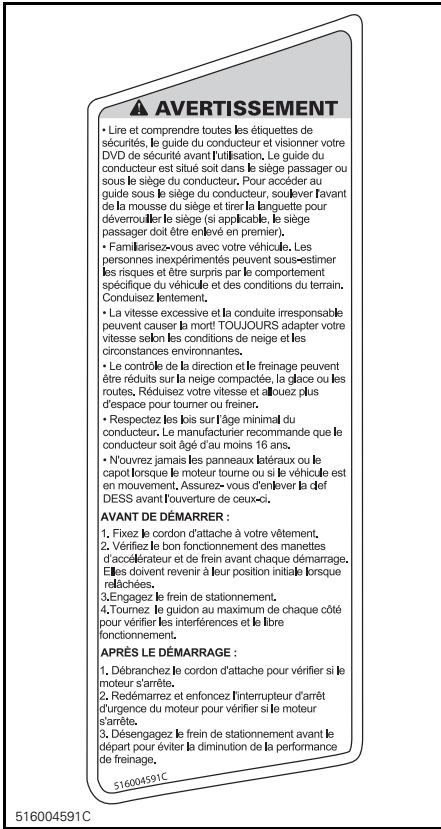 ⚠ AVERTISSEMENT
• Lire et comprendre toutes les étiquettes de
sécurités, le guide du conducteur et visionner votre
DVD de sécurité avant l'utilisation. Le guide du
conducteur est situé soit dans le siège passager ou
sous le siège du conducteur. Pour accéder au
guide sous le siège du conducteur, soulever l'avant
de la mousse du siège et tirer la languette pour
déverrouiller le siège (si applicable, le siège
passager doit être enlevé en premier).
• Familiarisez-vous avec votre véhicule. Les
personnes inexpérimentés peuvent sous-estimer
les risques et être surpris par le comportement
spécifique du véhicule et des conditions du terrain.
Conduisez lentement.
• La vitesse excessive et la conduite irresponsable
peuvent causer la mort! TOUJOURS adapter votre
vitesse selon les conditions de neige et les
circonstances environnantes.
• Le contrôle de la direction et le freinage peuvent
être réduits sur la neige compactée, la glace ou les
routes. Réduisez votre vitesse et allouez plus
d'espace pour tourner ou freiner.
• Respectez les lois sur l'âge minimal du
conducteur. Le manufacturier recommande que le
conducteur soit âgé d'au moins 16 ans.
• N'ouvrez jamais les panneaux latéraux ou le
capot lorsque le moteur tourne ou si le véhicule est
en mouvement. Assurez- vous d'enlever la clef
DESS avant l'ouverture de ceux-ci.
AVANT DE DÉMARRER :
1. Fixez le cordon d'attache à votre vêtement.
2. Vérifiez le bon fonctionnement des manettes
d'accélérateur et de frein avant chaque démarrage.
Elles doivent revenir à leur position initiale lorsque
relâchées.
3.Engagez le frein de stationnement.
4.Tournez le guidon au maximum de chaque côté
pour vérifier les interférences et le libre
fonctionnement.
APRÈS LE DÉMARRAGE :
1. Débranchez le cordon d'attache pour vérifier si le
moteur s'arrête.
2. Redémarrez et enfoncez l'interrupteur d'arrêt
d'urgence du moteur pour vérifier si le moteur
s'arrête.
3. Désengagez le frein de stationnement avant le
départ pour éviter la diminution de la performance
de freinage.
516004591C
516004591C